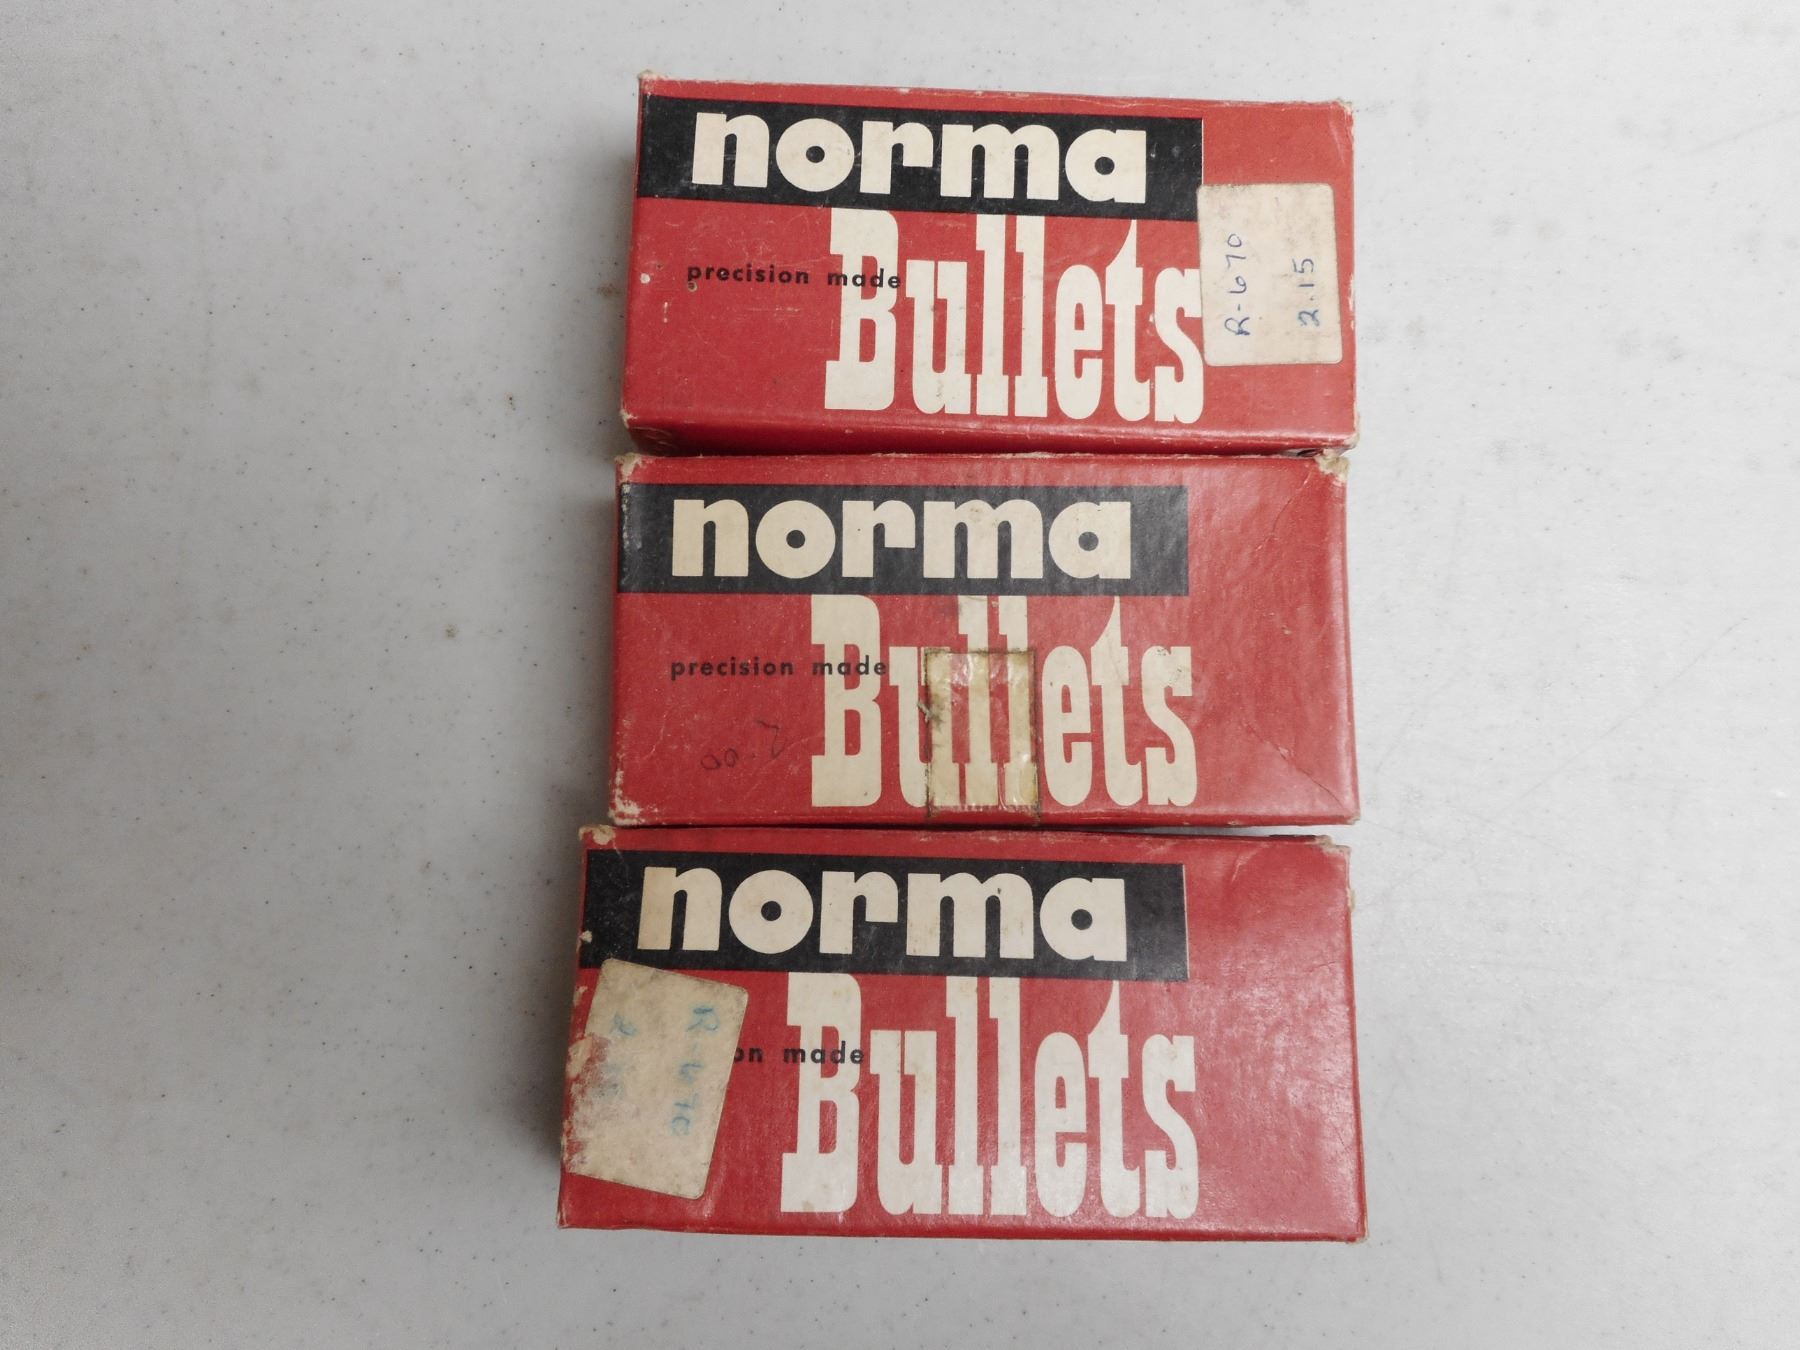 norma
Bullets
precision made
R-670
2.15
norma
Bullets
precision made
2.00
norma
Bullets
on made
R-670